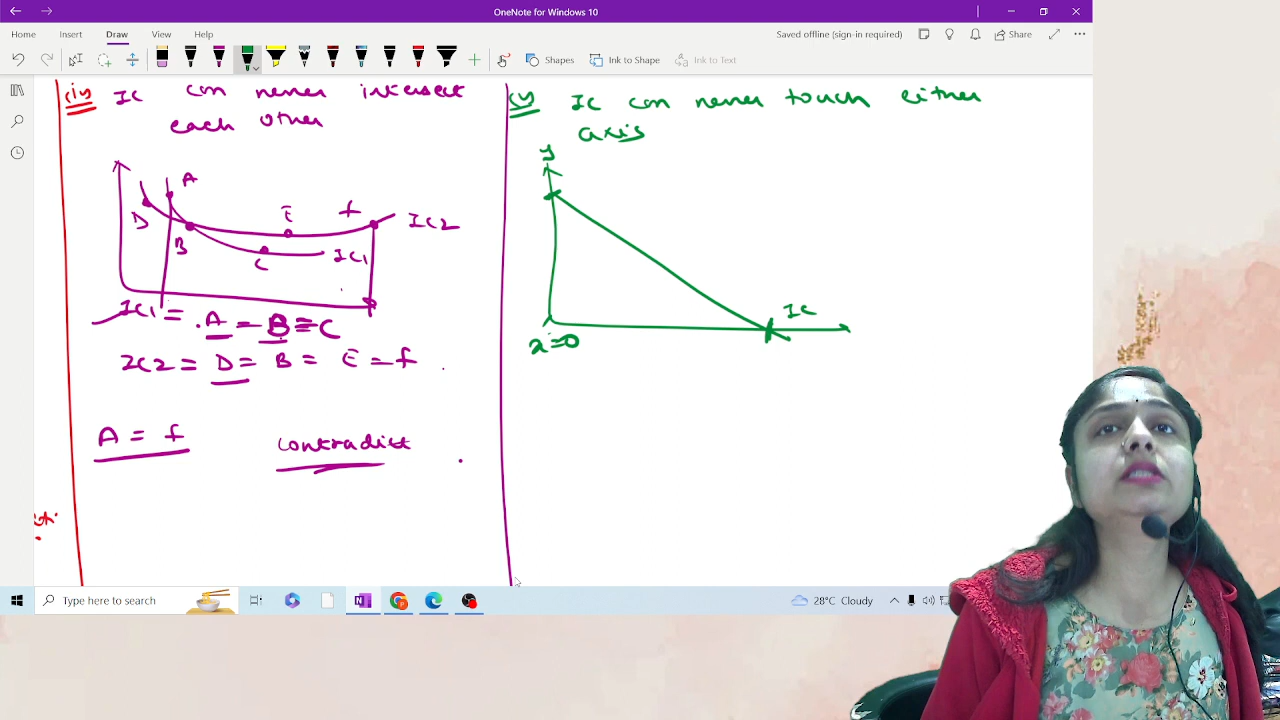 OneNote for Windows 10
Home Insert Draw View Help
Saved offline (sign-in required) Share
Shapes Ink to Shape Ink to Text
(iv) IC can never intersect
each other
(v) IC can never touch either
axis
y
A
D
E
f
IC2
B
C
IC1
IC
x=0
IC1 = A = B = C
IC2 = D = B = E = f
A = f contradict
Type here to search
28°C Cloudy